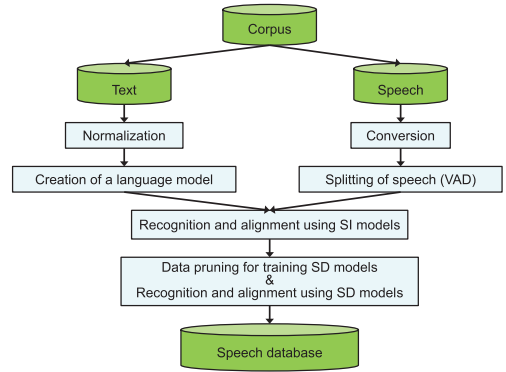 Corpus
Text
Speech
Normalization
Conversion
Creation of a language model
Splitting of speech (VAD)
Recognition and alignment using SI models
Data pruning for training SD models
&
Recognition and alignment using SD models
Speech database